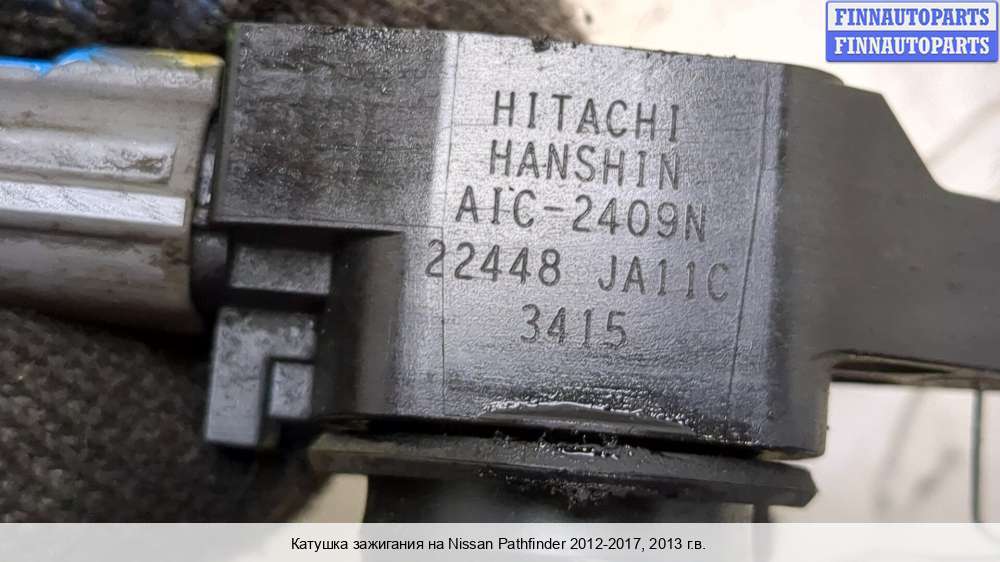 FINNAUTOPARTS
FINNAUTOPARTS
HITACHI
HANSHIN
AIC-2409N
22448 JA11C
3415
Катушка зажигания на Nissan Pathfinder 2012-2017, 2013 г.в.